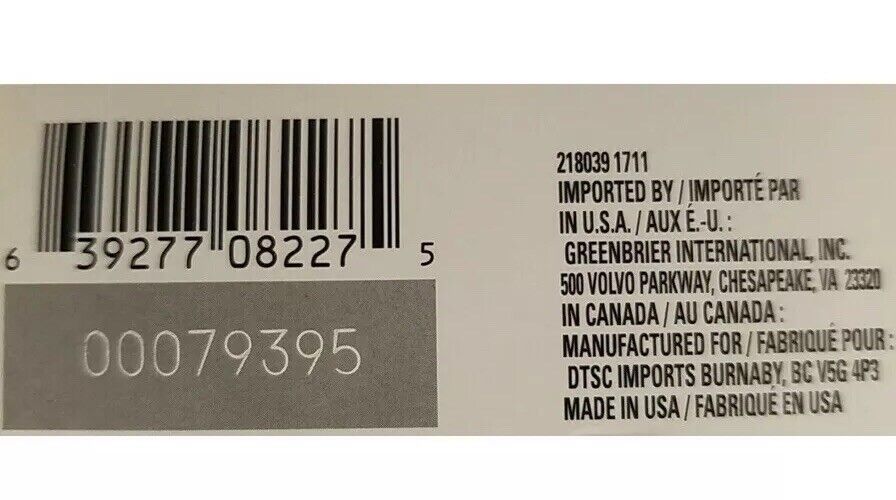 6 39277 08227 5
00079395
218039 1711
IMPORTED BY / IMPORTÉ PAR
IN U.S.A. / AUX É.-U. :
GREENBRIER INTERNATIONAL, INC.
500 VOLVO PARKWAY, CHESAPEAKE, VA 23320
IN CANADA / AU CANADA :
MANUFACTURED FOR / FABRIQUÉ POUR :
DTSC IMPORTS BURNABY, BC V5G 4P3
MADE IN USA / FABRIQUÉ EN USA